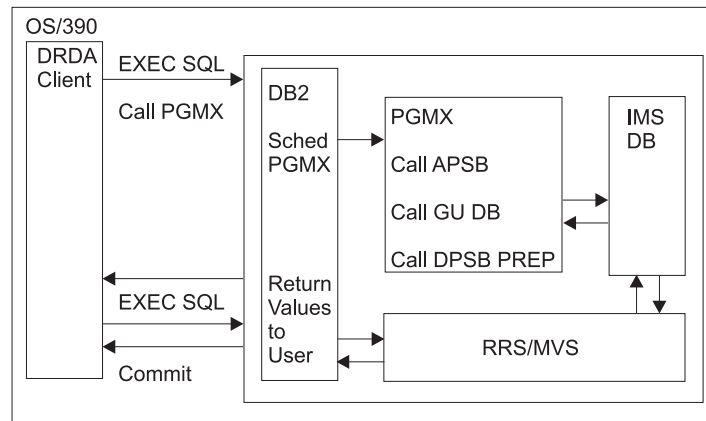 OS/390
DRDA
Client
EXEC SQL
Call PGMX
EXEC SQL
Commit
DB2
Sched
PGMX
Return
Values
to
User
PGMX
Call APSB
Call GU DB
Call DPSB PREP
IMS
DB
RRS/MVS